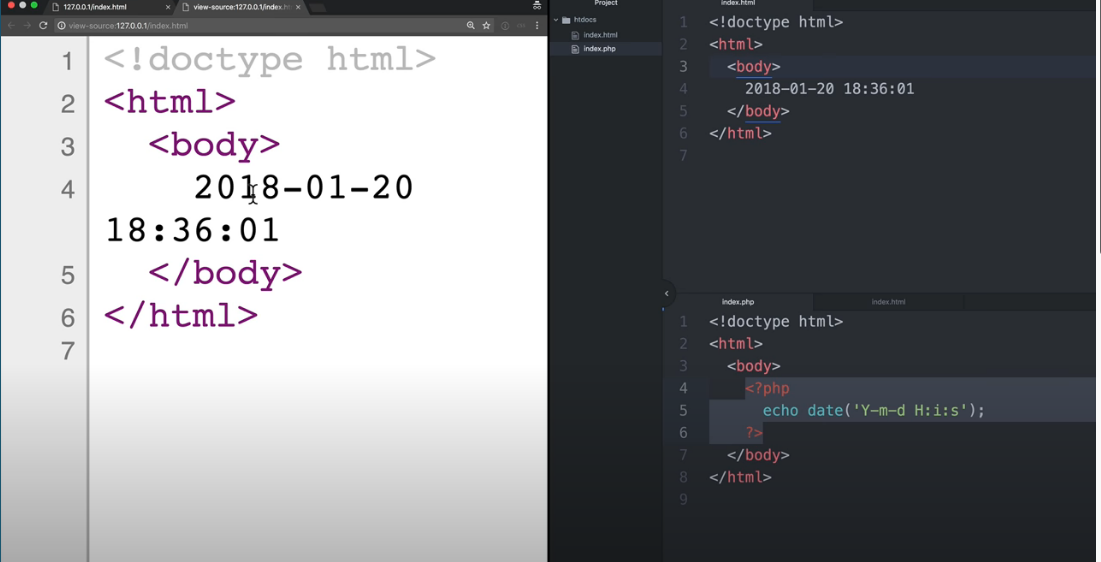 127.0.0.1/index.html
view-source:127.0.0.1/index.html
view-source:127.0.0.1/index.html
1 <!doctype html>
2 <html>
3 <body>
4 2018-01-20
18:36:01
5 </body>
6 </html>
7
Project
htdocs
index.html
index.php
index.html
1 <!doctype html>
2 <html>
3 <body>
4 2018-01-20 18:36:01
5 </body>
6 </html>
7
index.php
index.html
1 <!doctype html>
2 <html>
3 <body>
4 <?php
5 echo date('Y-m-d H:i:s');
6 ?>
7 </body>
8 </html>
9